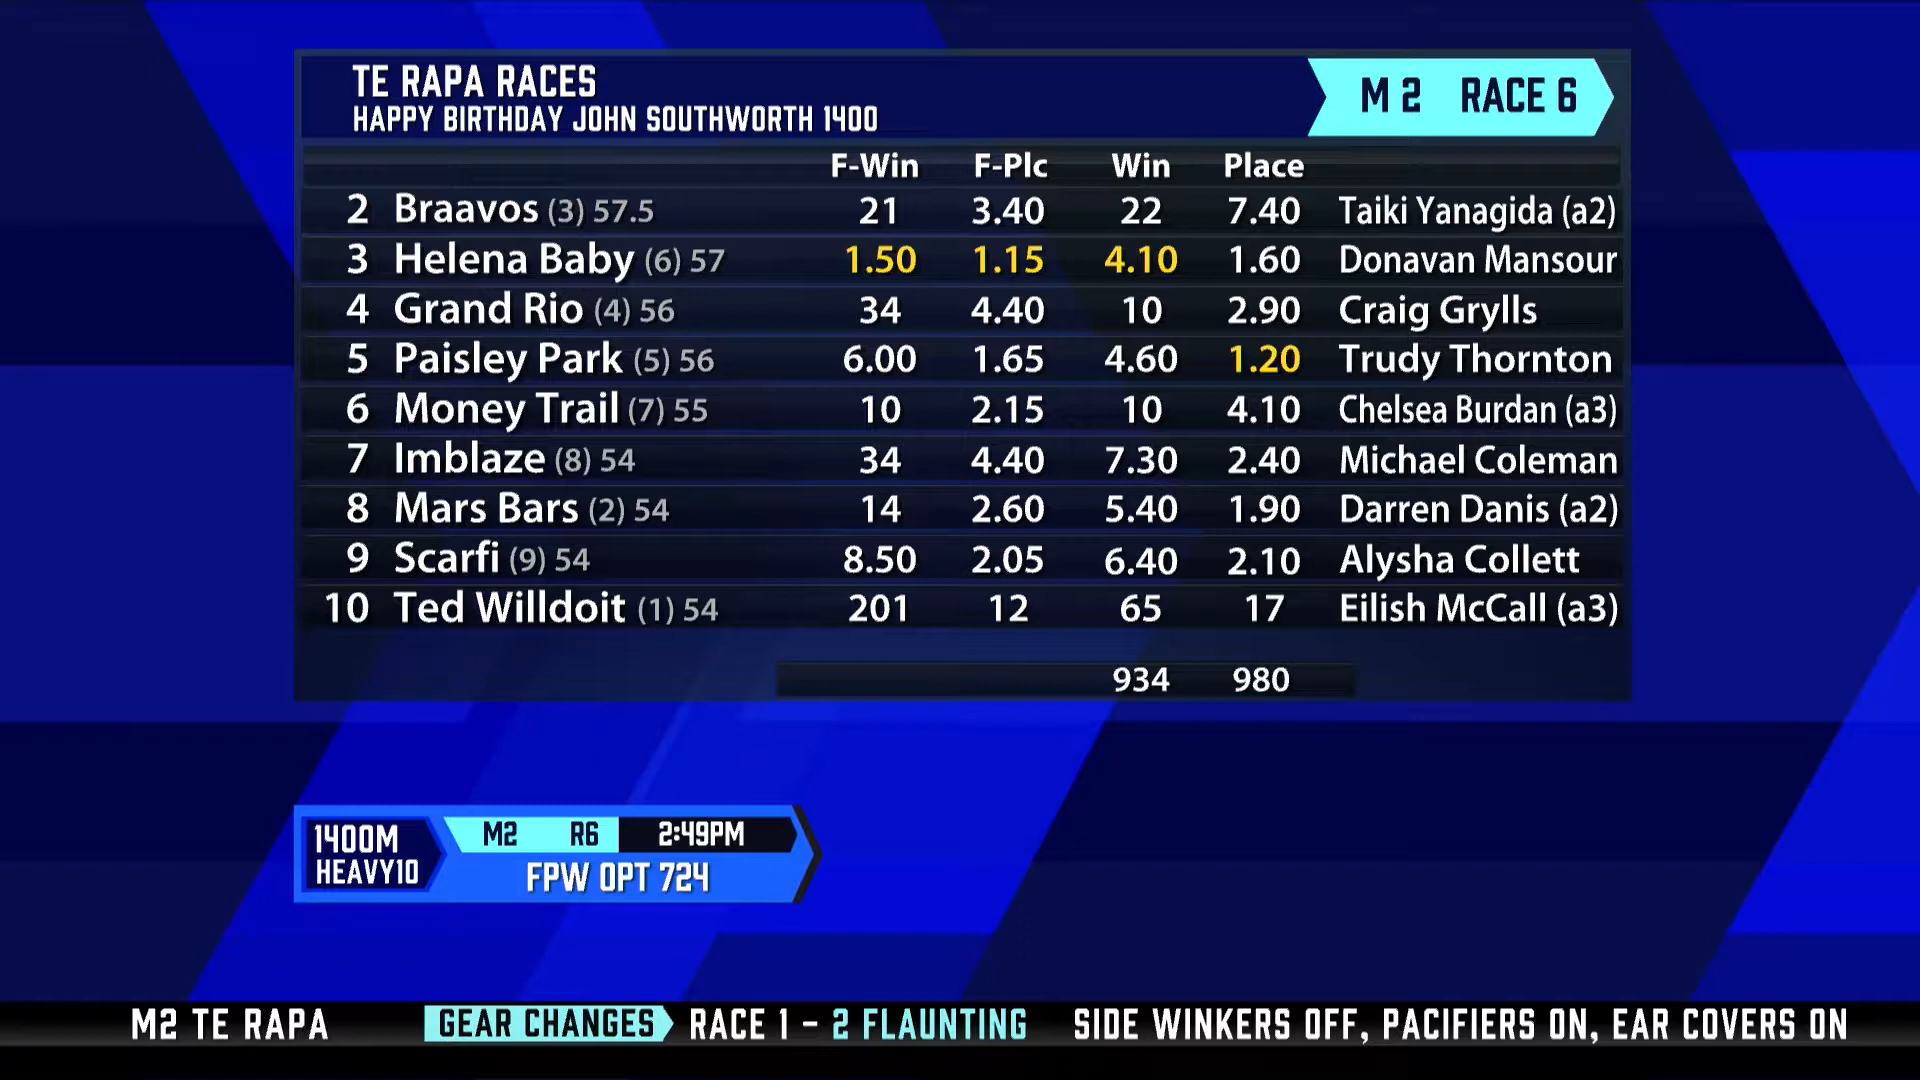 TE RAPA RACES
HAPPY BIRTHDAY JOHN SOUTHWORTH 1400
M 2 RACE 6
F-Win F-Plc Win Place
2 Braavos (3) 57.5 21 3.40 22 7.40 Taiki Yanagida (a2)
3 Helena Baby (6) 57 1.50 1.15 4.10 1.60 Donavan Mansour
4 Grand Rio (4) 56 34 4.40 10 2.90 Craig Grylls
5 Paisley Park (5) 56 6.00 1.65 4.60 1.20 Trudy Thornton
6 Money Trail (7) 55 10 2.15 10 4.10 Chelsea Burdan (a3)
7 Imblaze (8) 54 34 4.40 7.30 2.40 Michael Coleman
8 Mars Bars (2) 54 14 2.60 5.40 1.90 Darren Danis (a2)
9 Scarfi (9) 54 8.50 2.05 6.40 2.10 Alysha Collett
10 Ted Willdoit (1) 54 201 12 65 17 Eilish McCall (a3)
934 980
1400M
HEAVY10
M2 R6 2:49PM
FPW OPT 724
M2 TE RAPA GEAR CHANGES RACE 1 - 2 FLAUNTING SIDE WINKERS OFF, PACIFIERS ON, EAR COVERS ON